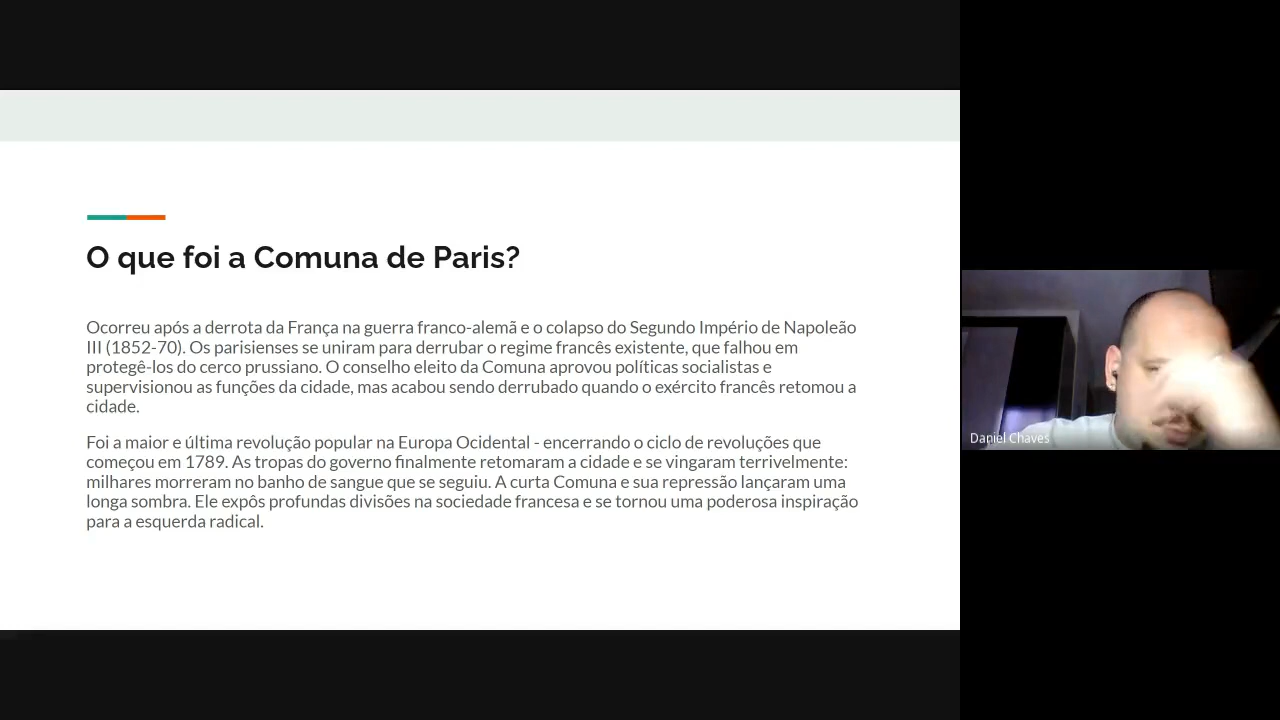 O que foi a Comuna de Paris?
Ocorreu após a derrota da França na guerra franco-alemã e o colapso do Segundo Império de Napoleão
III (1852-70). Os parisienses se uniram para derrubar o regime francês existente, que falhou em
protegê-los do cerco prussiano. O conselho eleito da Comuna aprovou políticas socialistas e
supervisionou as funções da cidade, mas acabou sendo derrubado quando o exército francês retomou a
cidade.
Foi a maior e última revolução popular na Europa Ocidental - encerrando o ciclo de revoluções que
começou em 1789. As tropas do governo finalmente retomaram a cidade e se vingaram terrivelmente:
milhares morreram no banho de sangue que se seguiu. A curta Comuna e sua repressão lançaram uma
longa sombra. Ele expôs profundas divisões na sociedade francesa e se tornou uma poderosa inspiração
para a esquerda radical.
Daniel Chaves